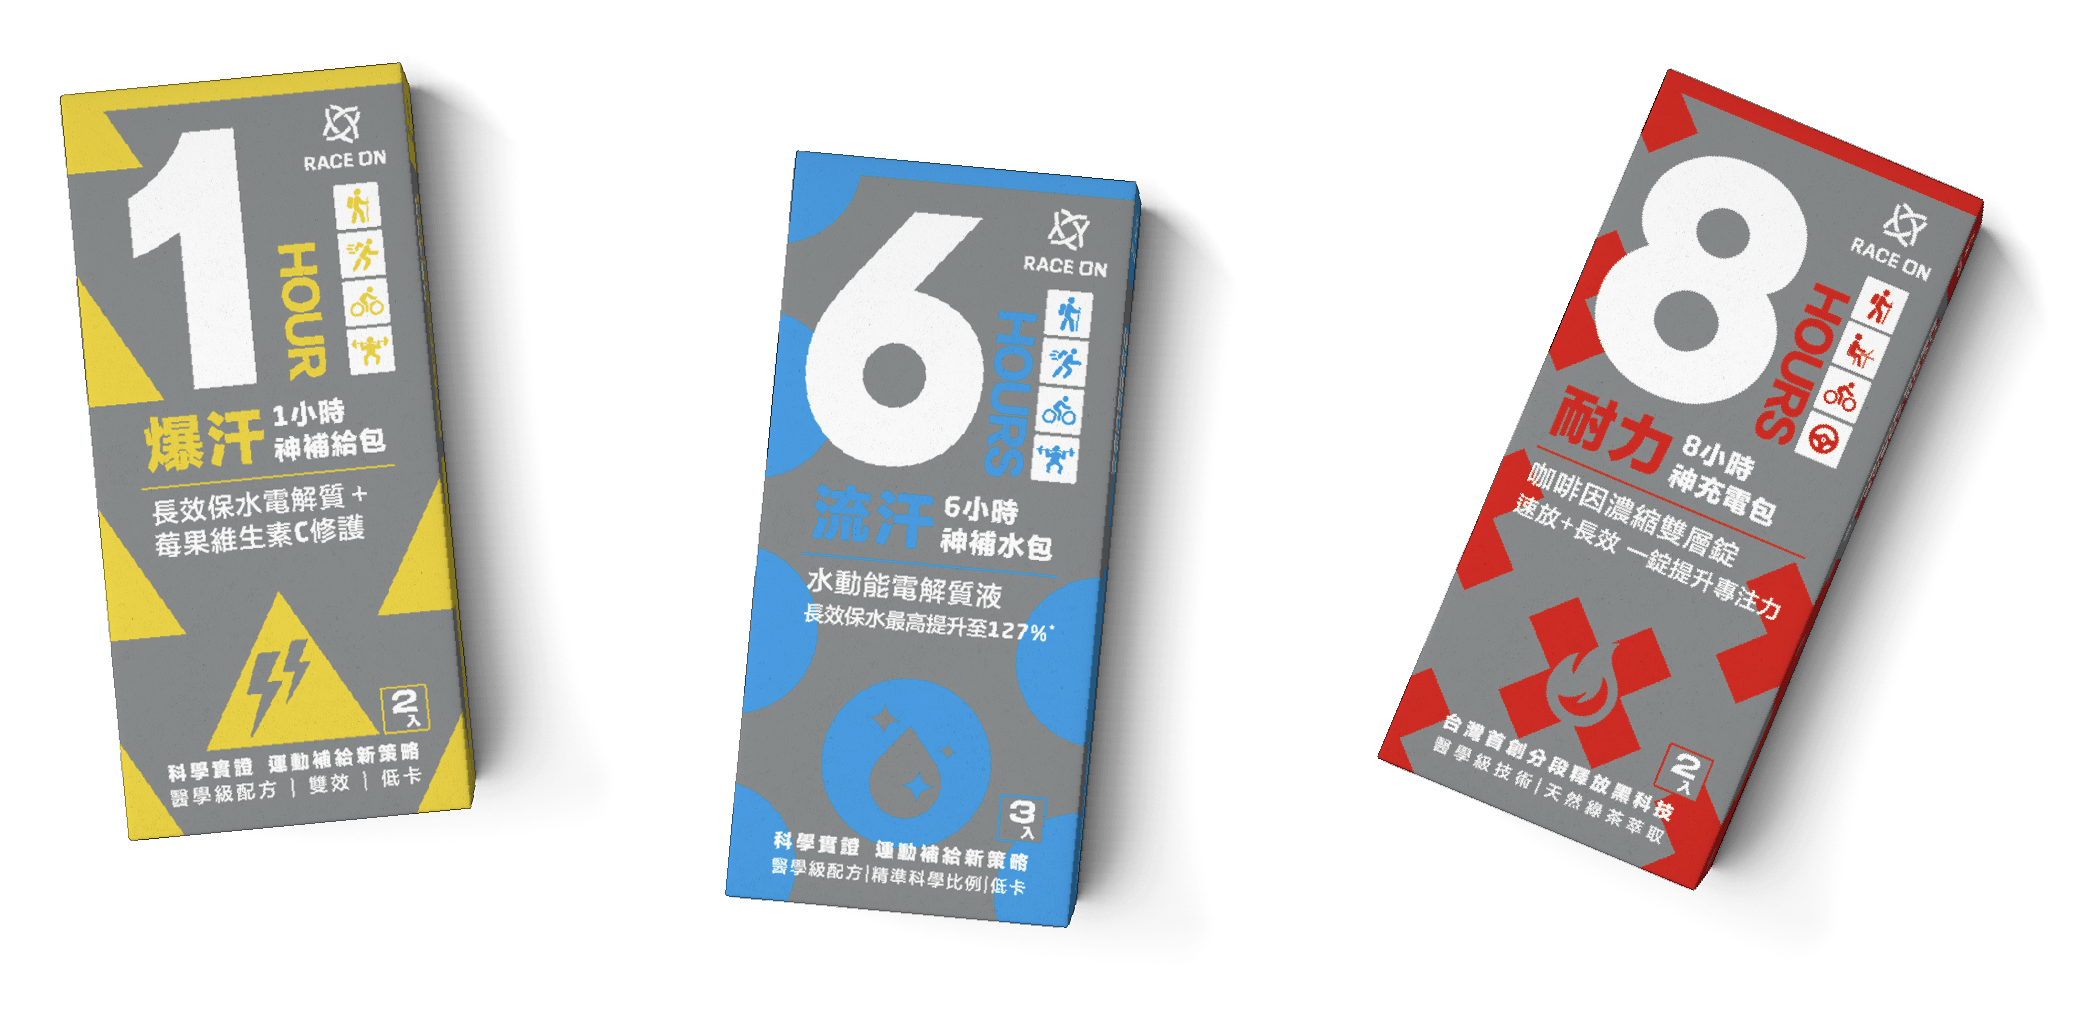 1
RACE ON
HOUR
爆汗
1小時
神補給包
長效保水電解質+
莓果維生素C修護
2入
科學實證 運動補給新策略
醫學級配方 | 雙效 | 低卡
6
RACE ON
HOURS
流汗
6小時
神補水包
水動能電解質液
長效保水最高提升至127%*
3入
科學實證 運動補給新策略
醫學級配方|精準科學比例|低卡
8
RACE ON
HOURS
耐力
8小時
神充電包
咖啡因濃縮雙層錠
速放+長效 一錠提升專注力
2入
台灣首創分段釋放黑科技
醫學級技術|天然綠茶萃取